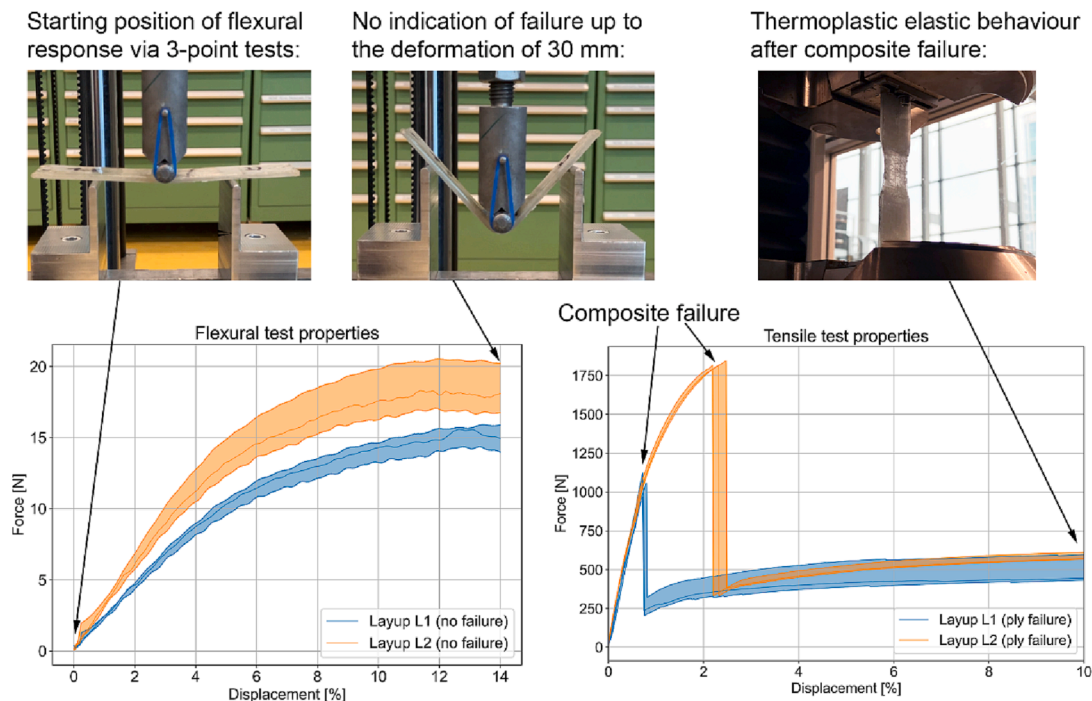 Starting position of flexural
response via 3-point tests:
No indication of failure up to
the deformation of 30 mm:
Thermoplastic elastic behaviour
after composite failure:
Composite failure
Flexural test properties
20
15
10
5
0
Force [N]
0 2 4 6 8 10 12 14
Displacement [%]
Layup L1 (no failure)
Layup L2 (no failure)
Tensile test properties
1750
1500
1250
1000
750
500
250
0
Force [N]
0 2 4 6 8 10
Displacement [%]
Layup L1 (ply failure)
Layup L2 (ply failure)